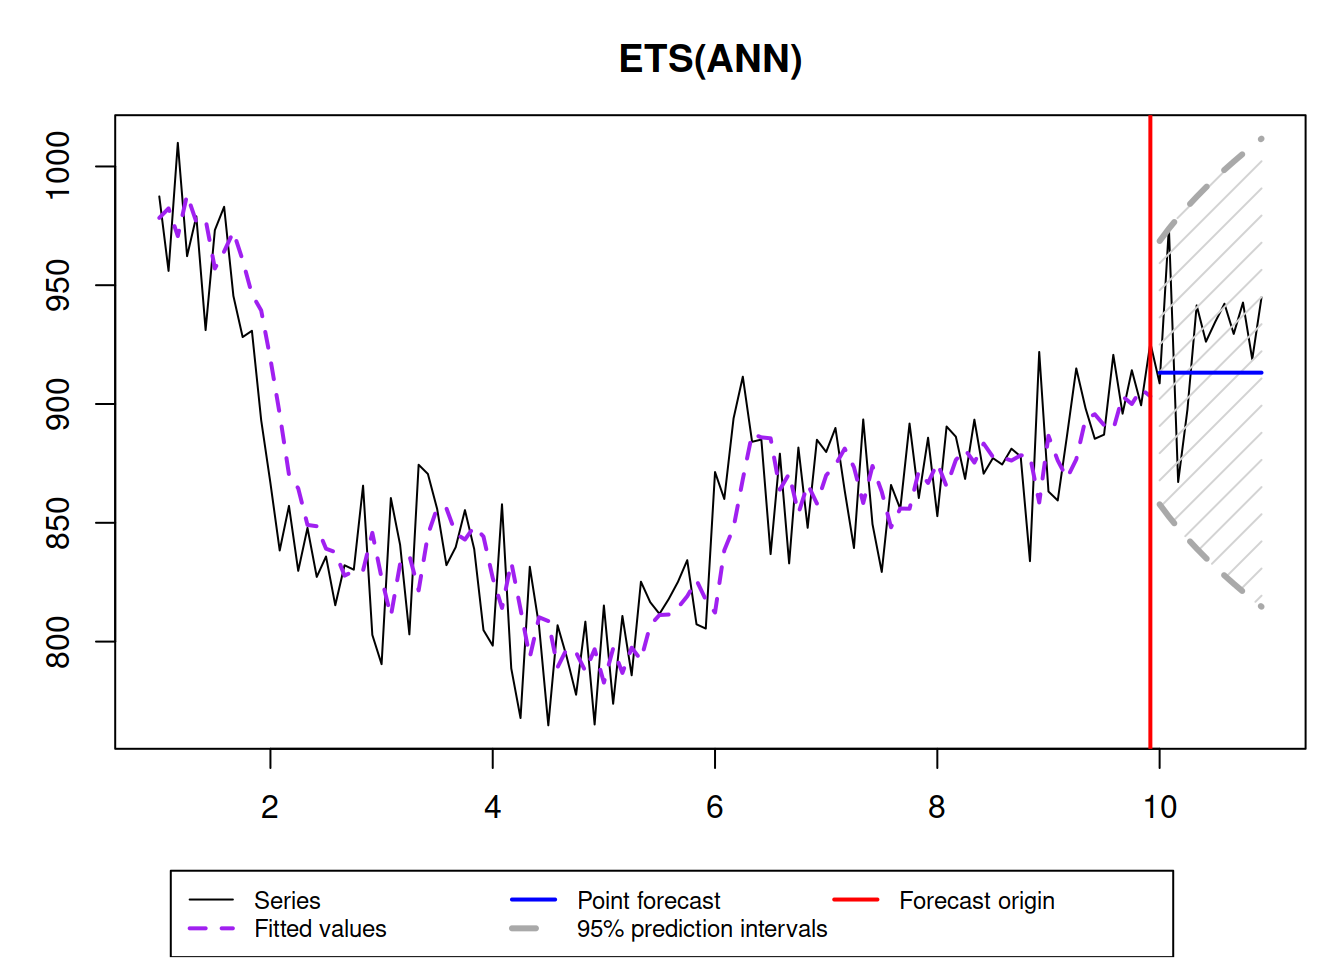 ETS(ANN)
1000
950
900
850
800
2 4 6 8 10
Series Point forecast Forecast origin
Fitted values 95% prediction intervals